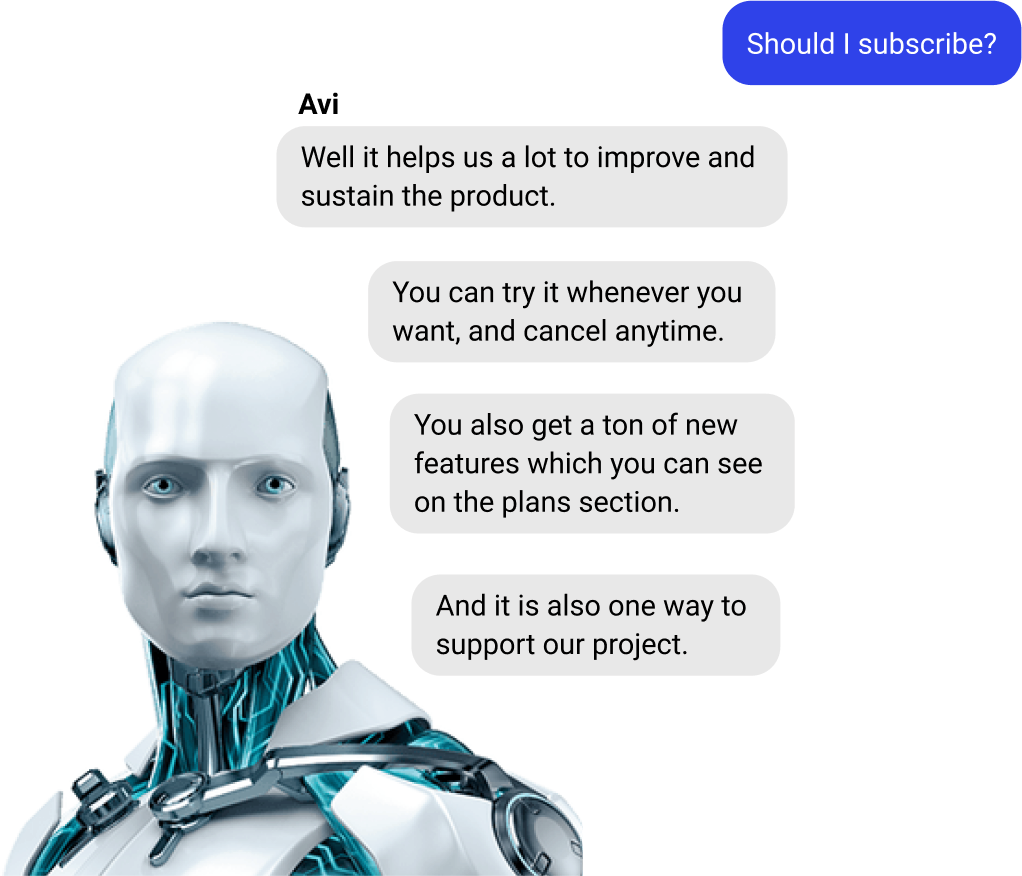 Should I subscribe?
Avi
Well it helps us a lot to improve and
sustain the product.
You can try it whenever you
want, and cancel anytime.
You also get a ton of new
features which you can see
on the plans section.
And it is also one way to
support our project.